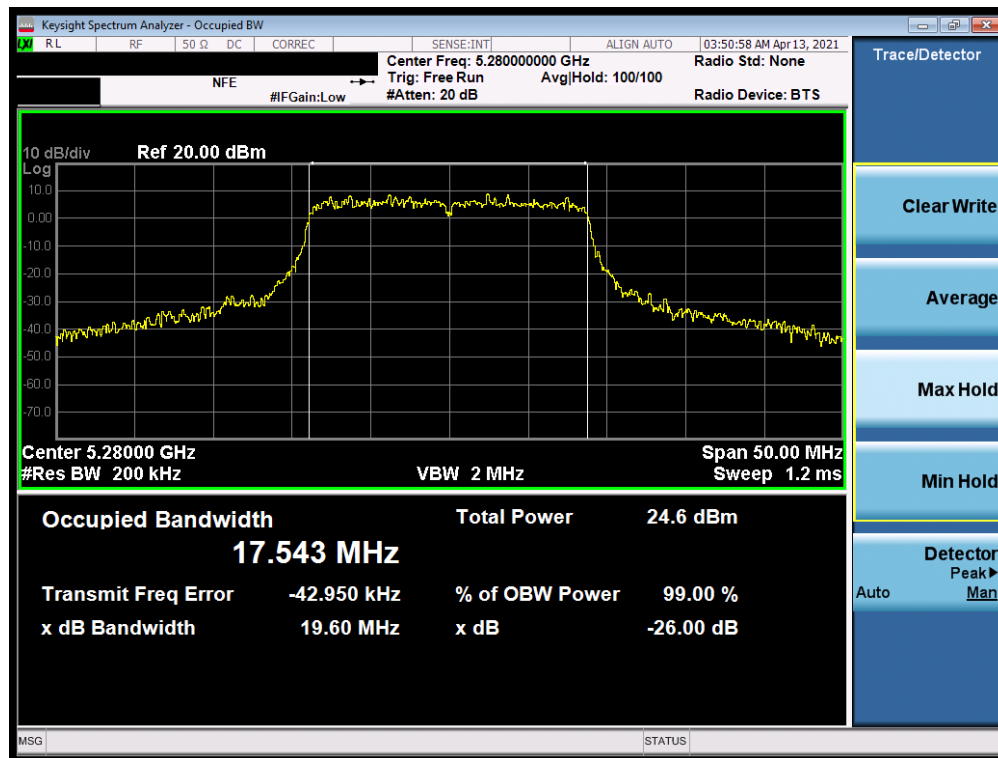 Keysight Spectrum Analyzer - Occupied BW
LXI RL RF 50 Ω DC CORREC SENSE:INT ALIGN AUTO 03:50:58 AM Apr 13, 2021
Center Freq: 5.280000000 GHz Radio Std: None
NFE Trig: Free Run Avg|Hold: 100/100
#IFGain:Low #Atten: 20 dB Radio Device: BTS
Trace/Detector
10 dB/div Ref 20.00 dBm
Log
10.0
0.00
-10.0
-20.0
-30.0
-40.0
-50.0
-60.0
-70.0
Center 5.28000 GHz Span 50.00 MHz
#Res BW 200 kHz VBW 2 MHz Sweep 1.2 ms
Occupied Bandwidth Total Power 24.6 dBm
17.543 MHz
Transmit Freq Error -42.950 kHz % of OBW Power 99.00 %
x dB Bandwidth 19.60 MHz x dB -26.00 dB
Clear Write
Average
Max Hold
Min Hold
Detector
Peak▶
Auto Man
MSG STATUS